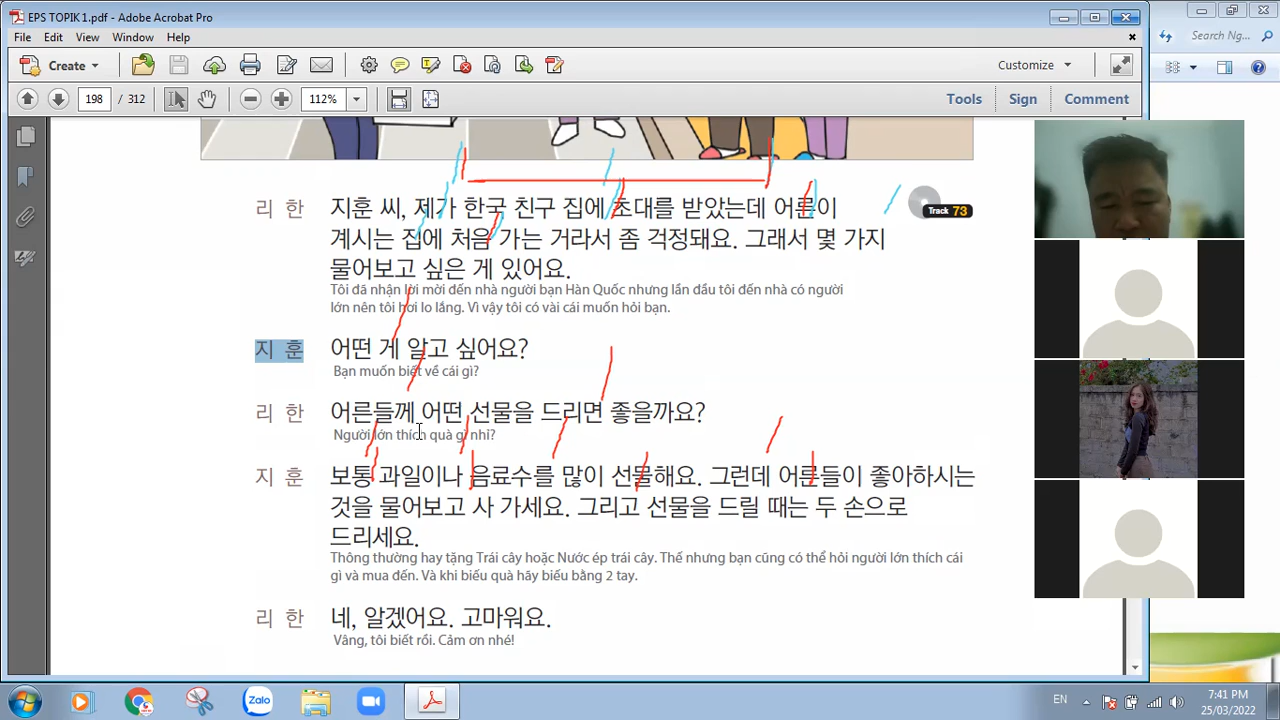 EPS TOPIK 1.pdf - Adobe Acrobat Pro
File Edit View Window Help
Create
Customize
Search Ng...
198 / 312
112%
Tools Sign Comment
리 한 지훈 씨, 제가 한국 친구 집에 초대를 받았는데 어른이
Track 73
계시는 집에 처음 가는 거라서 좀 걱정돼요. 그래서 몇 가지
물어보고 싶은 게 있어요.
Tôi đã nhận lời mời đến nhà người bạn Hàn Quốc nhưng lần đầu tôi đến nhà có người
lớn nên tôi hơi lo lắng. Vì vậy tôi có vài cái muốn hỏi bạn.
지 훈 어떤 게 알고 싶어요?
Bạn muốn biết về cái gì?
리 한 어른들께 어떤 선물을 드리면 좋을까요?
Người lớn thích quà gì nhỉ?
지 훈 보통 과일이나 음료수를 많이 선물해요. 그런데 어른들이 좋아하시는
것을 물어보고 사 가세요. 그리고 선물을 드릴 때는 두 손으로
드리세요.
Thông thường hay tặng Trái cây hoặc Nước ép trái cây. Thế nhưng bạn cũng có thể hỏi người lớn thích cái
gì và mua đến. Và khi biếu quà hãy biếu bằng 2 tay.
리 한 네, 알겠어요. 고마워요.
Vâng, tôi biết rồi. Cảm ơn nhé!
Zalo
EN
7:41 PM
25/03/2022